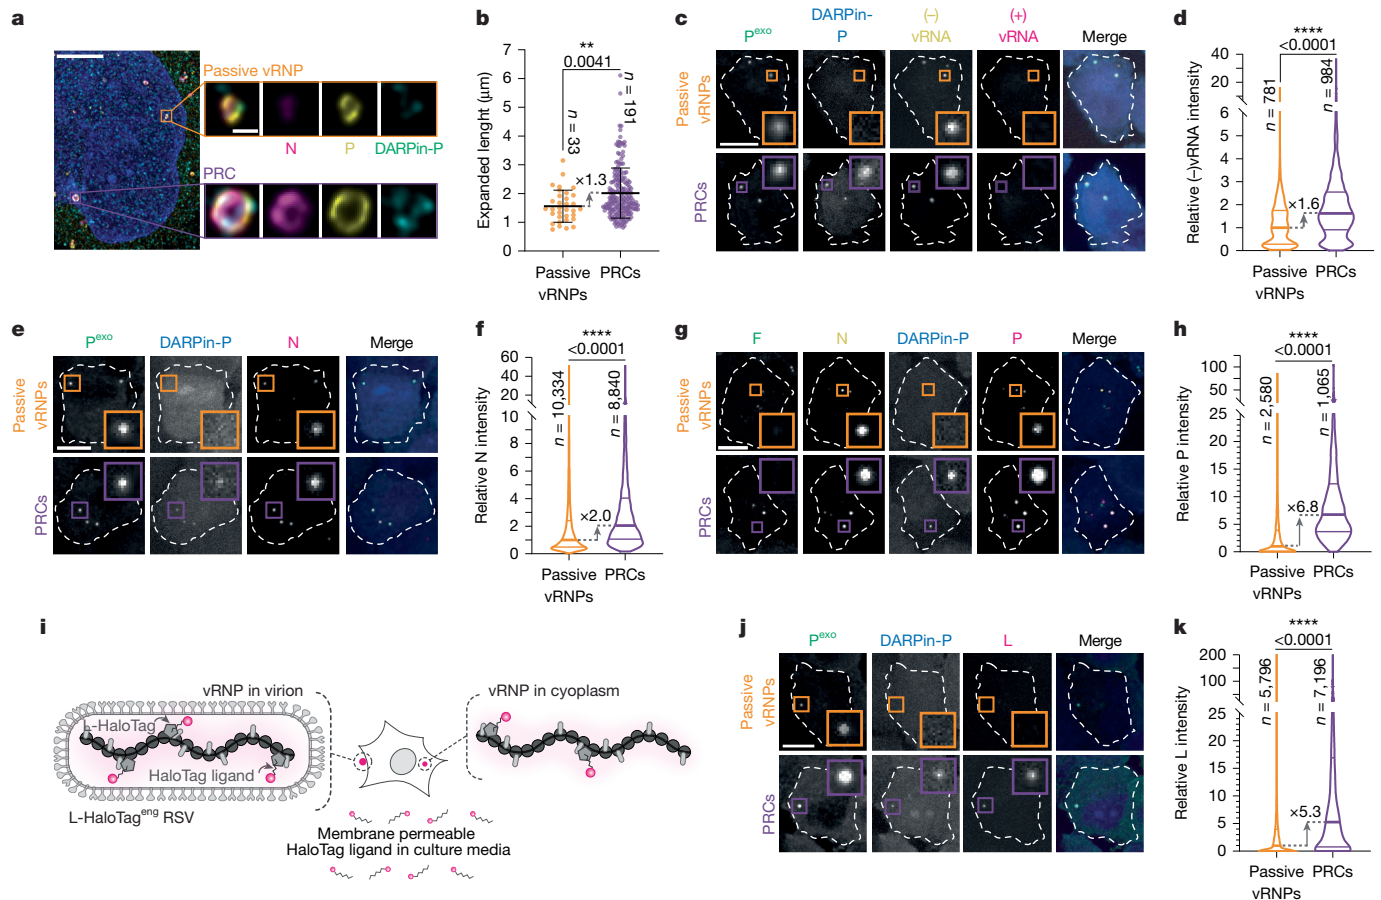 a
Passive vRNP
N P DARPin-P
PRC
b
**
0.0041
n = 33
n = 191
×1.3
Expanded lenght (µm)
7
6
5
4
3
2
1
0
Passive PRCs
vRNPs
c
DARPin- (–) (+)
Pexo P vRNA vRNA Merge
Passive
vRNPs
PRCs
d
****
<0.0001
n = 781
n = 984
×1.6
Relative (–)vRNA intensity
40
20
6
5
4
3
2
1
0
Passive PRCs
vRNPs
e
Pexo DARPin-P N Merge
Passive
vRNPs
PRCs
f
****
<0.0001
n = 10,334
n = 8,840
×2.0
Relative N intensity
60
50
40
30
20
10
8
6
4
2
0
Passive PRCs
vRNPs
g
F N DARPin-P P Merge
Passive
vRNPs
PRCs
h
****
<0.0001
n = 2,580
n = 1,065
×6.8
Relative P intensity
100
50
25
20
15
10
5
0
Passive PRCs
vRNPs
i
vRNP in virion
L-HaloTag
HaloTag ligand
L-HaloTageng RSV
vRNP in cytoplasm
Membrane permeable
HaloTag ligand in culture media
j
Pexo DARPin-P L Merge
Passive
vRNPs
PRCs
k
****
<0.0001
n = 5,796
n = 7,196
×5.3
Relative L intensity
200
100
25
20
15
10
5
0
Passive PRCs
vRNPs